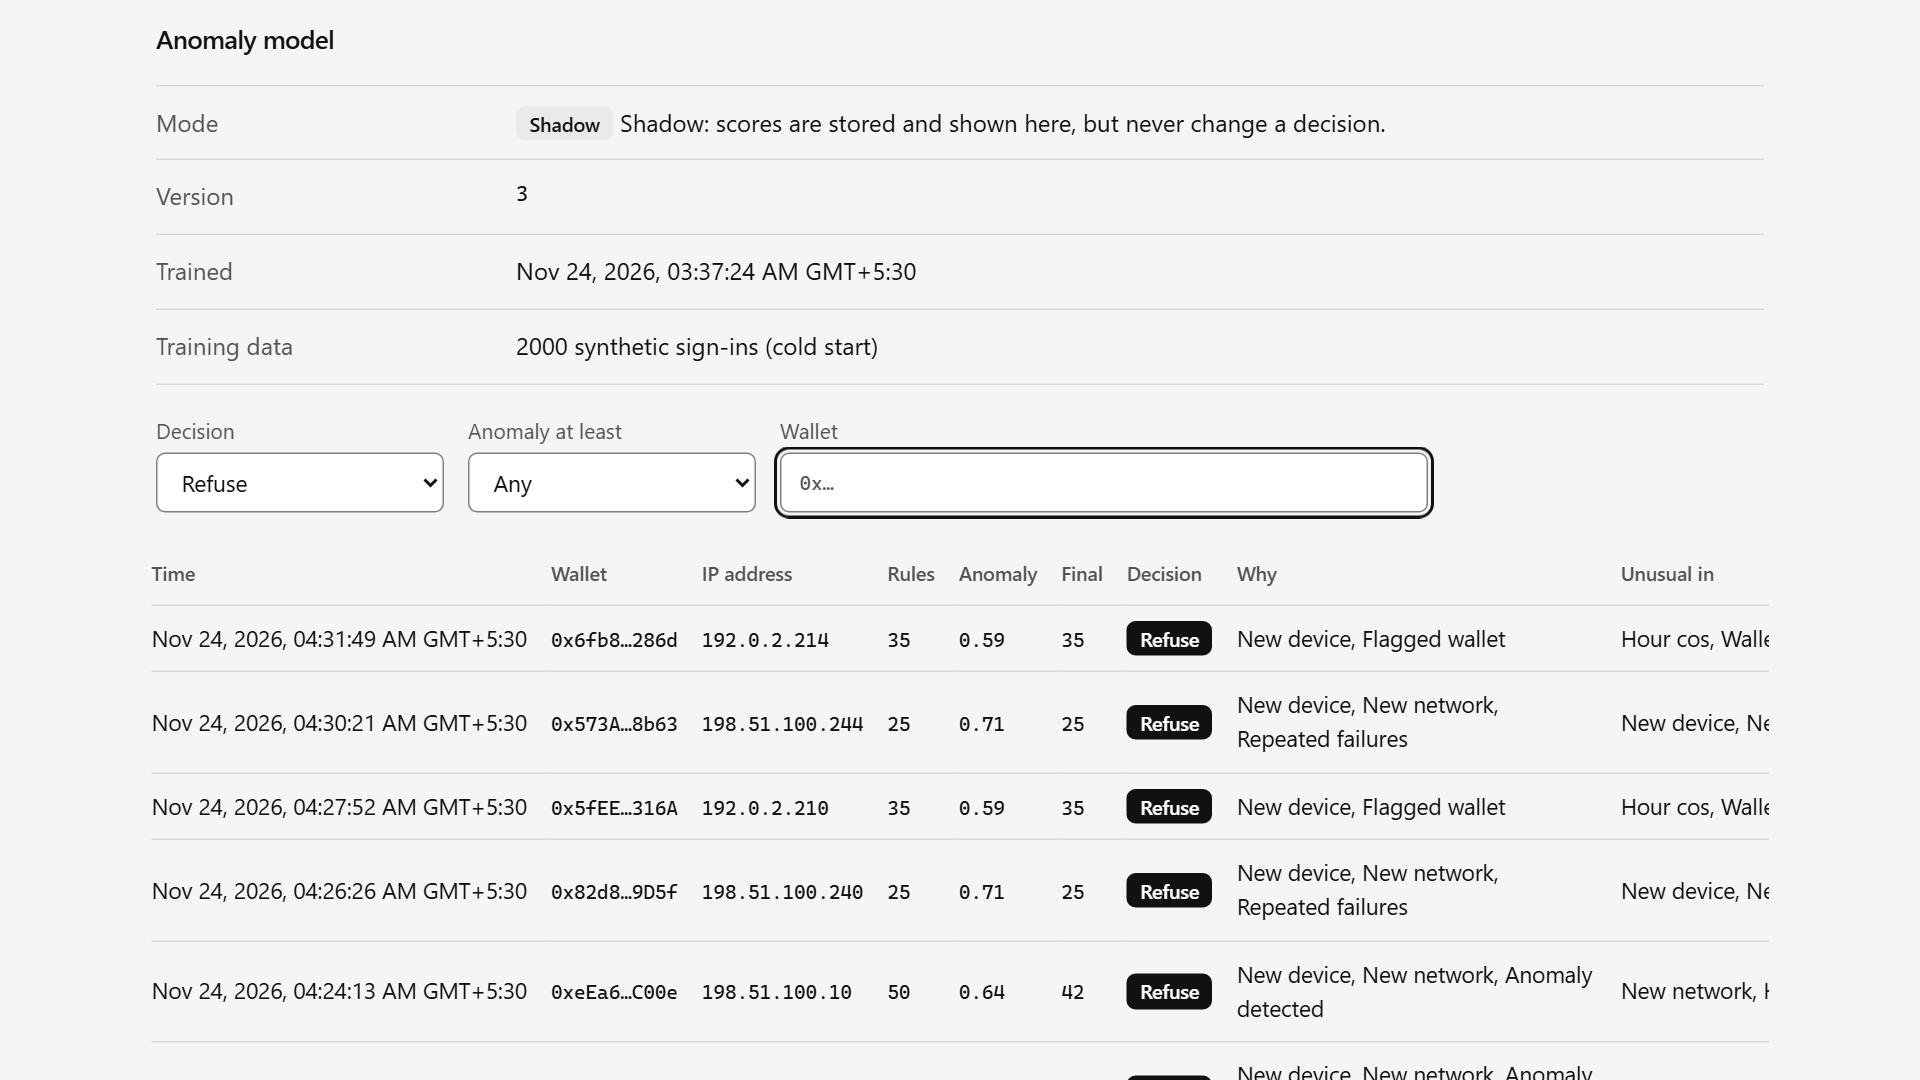 Anomaly model
Mode
Shadow Shadow: scores are stored and shown here, but never change a decision.
Version
3
Trained
Nov 24, 2026, 03:37:24 AM GMT+5:30
Training data
2000 synthetic sign-ins (cold start)
Decision Anomaly at least Wallet
Refuse Any 0x…
Time Wallet IP address Rules Anomaly Final Decision Why Unusual in
Nov 24, 2026, 04:31:49 AM GMT+5:30 0x6fb8…286d 192.0.2.214 35 0.59 35 Refuse New device, Flagged wallet Hour cos, Walle
Nov 24, 2026, 04:30:21 AM GMT+5:30 0x573A…8b63 198.51.100.244 25 0.71 25 Refuse New device, New network, Repeated failures New device, Ne
Nov 24, 2026, 04:27:52 AM GMT+5:30 0x5fEE…316A 192.0.2.210 35 0.59 35 Refuse New device, Flagged wallet Hour cos, Walle
Nov 24, 2026, 04:26:26 AM GMT+5:30 0x82d8…9D5f 198.51.100.240 25 0.71 25 Refuse New device, New network, Repeated failures New device, Ne
Nov 24, 2026, 04:24:13 AM GMT+5:30 0xeEa6…C00e 198.51.100.10 50 0.64 42 Refuse New device, New network, Anomaly detected New network,
New device, New network, Anomaly